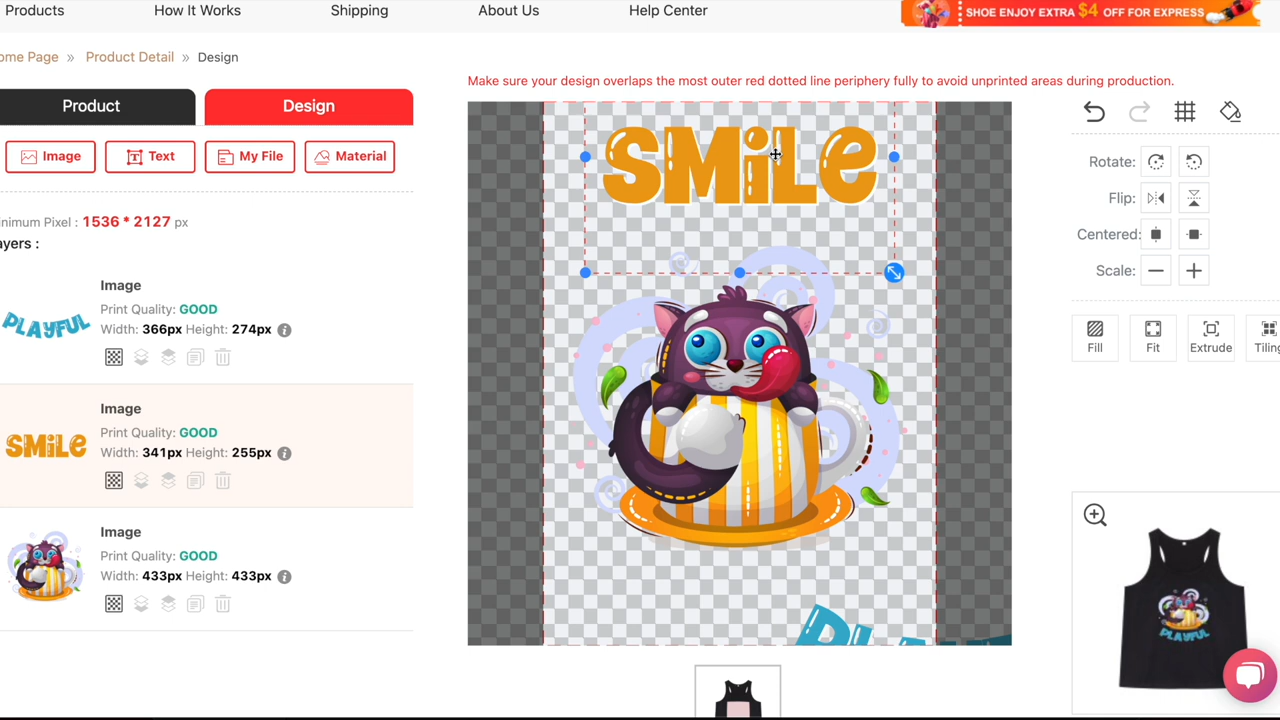 Products How It Works Shipping About Us Help Center
SHOE ENJOY EXTRA $4 OFF FOR EXPRESS
ome Page » Product Detail » Design
Make sure your design overlaps the most outer red dotted line periphery fully to avoid unprinted areas during production.
Product Design
Image Text My File Material
inimum Pixel : 1536 * 2127 px
ayers :
Image
Print Quality: GOOD
Width: 366px Height: 274px
PLAYFUL
Image
Print Quality: GOOD
Width: 341px Height: 255px
SMiLe
Image
Print Quality: GOOD
Width: 433px Height: 433px
SMiLe
PLAY
Rotate:
Flip:
Centered:
Scale:
Fill Fit Extrude Tiling
PLAYFUL